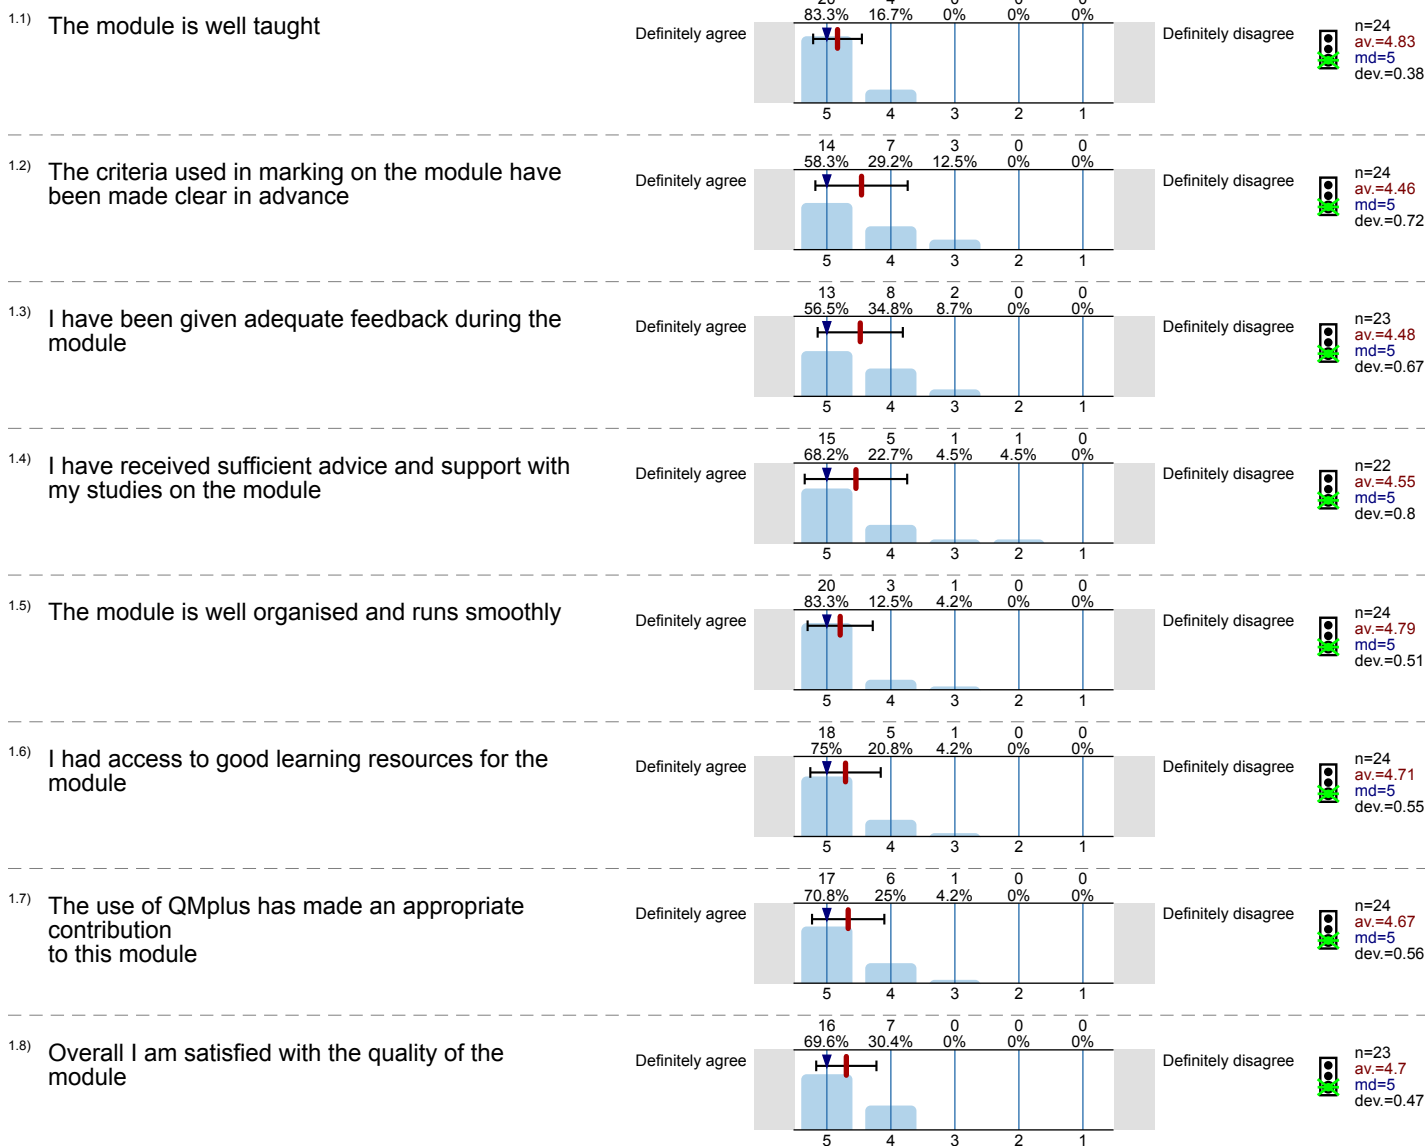 20 4 0 0 0
83.3% 16.7% 0% 0% 0%
1.1) The module is well taught
Definitely agree Definitely disagree
n=24
av.=4.83
md=5
dev.=0.38
5 4 3 2 1
14 7 3 0 0
58.3% 29.2% 12.5% 0% 0%
1.2) The criteria used in marking on the module have
been made clear in advance
Definitely agree Definitely disagree
n=24
av.=4.46
md=5
dev.=0.72
5 4 3 2 1
13 8 2 0 0
56.5% 34.8% 8.7% 0% 0%
1.3) I have been given adequate feedback during the
module
Definitely agree Definitely disagree
n=23
av.=4.48
md=5
dev.=0.67
5 4 3 2 1
15 5 1 1 0
68.2% 22.7% 4.5% 4.5% 0%
1.4) I have received sufficient advice and support with
my studies on the module
Definitely agree Definitely disagree
n=22
av.=4.55
md=5
dev.=0.8
5 4 3 2 1
20 3 1 0 0
83.3% 12.5% 4.2% 0% 0%
1.5) The module is well organised and runs smoothly
Definitely agree Definitely disagree
n=24
av.=4.79
md=5
dev.=0.51
5 4 3 2 1
18 5 1 0 0
75% 20.8% 4.2% 0% 0%
1.6) I had access to good learning resources for the
module
Definitely agree Definitely disagree
n=24
av.=4.71
md=5
dev.=0.55
5 4 3 2 1
17 6 1 0 0
70.8% 25% 4.2% 0% 0%
1.7) The use of QMplus has made an appropriate
contribution
to this module
Definitely agree Definitely disagree
n=24
av.=4.67
md=5
dev.=0.56
5 4 3 2 1
16 7 0 0 0
69.6% 30.4% 0% 0% 0%
1.8) Overall I am satisfied with the quality of the
module
Definitely agree Definitely disagree
n=23
av.=4.7
md=5
dev.=0.47
5 4 3 2 1